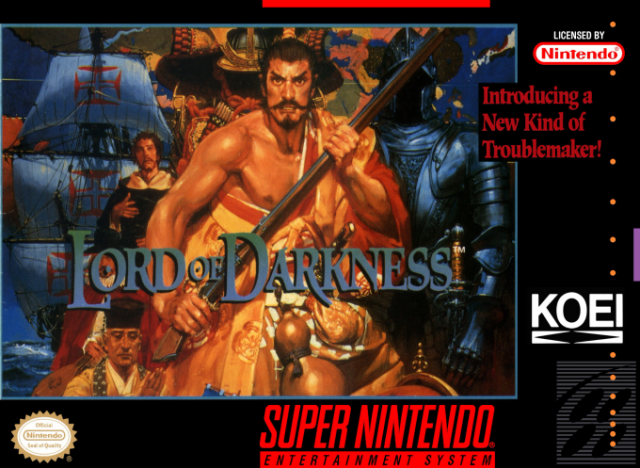 LICENSED BY
Nintendo®
Introducing a
New Kind of
Troublemaker!
LORD OF DARKNESS™
KOEI
Official
Nintendo
Seal of Quality
SUPER NINTENDO®
ENTERTAINMENT SYSTEM